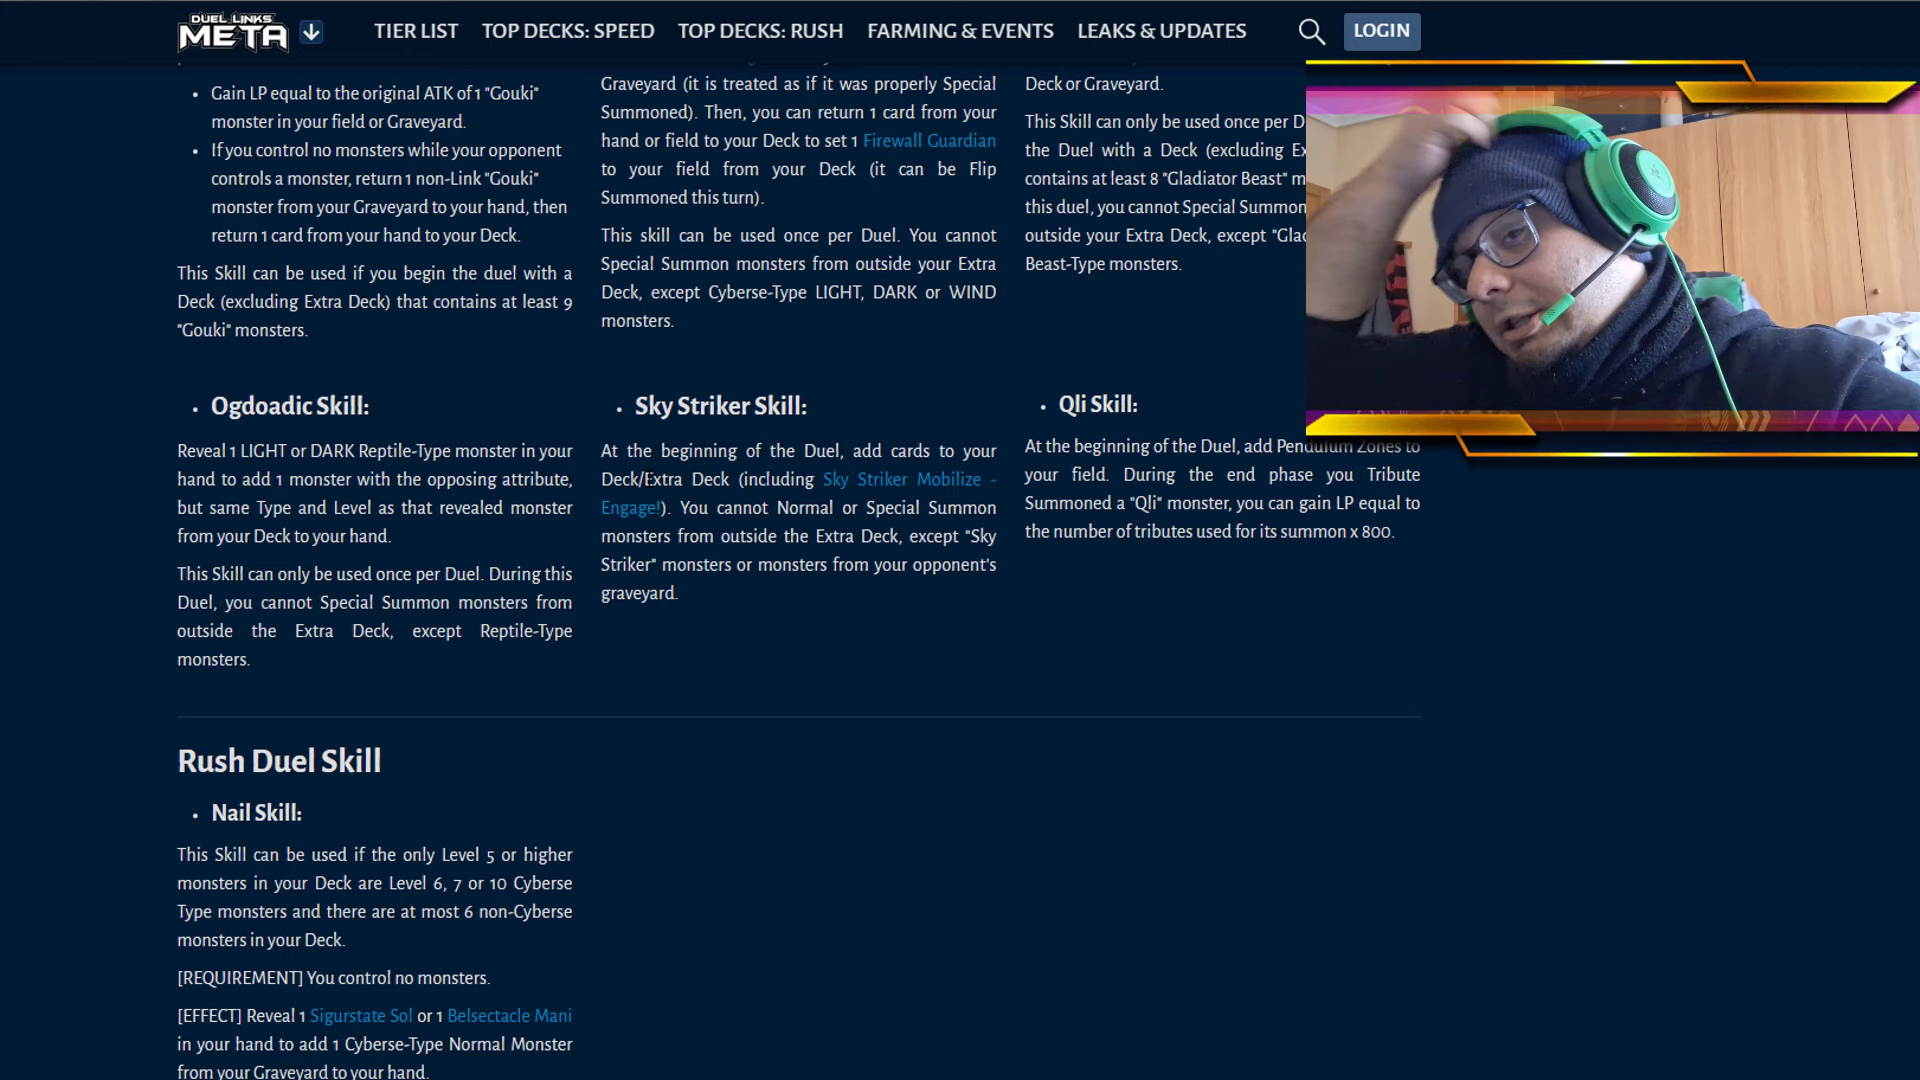 DUEL LINKS
META
TIER LIST
TOP DECKS: SPEED
TOP DECKS: RUSH
FARMING & EVENTS
LEAKS & UPDATES
LOGIN
• Gain LP equal to the original ATK of 1 "Gouki"
monster in your field or Graveyard.
• If you control no monsters while your opponent
controls a monster, return 1 non-Link "Gouki"
monster from your Graveyard to your hand, then
return 1 card from your hand to your Deck.
This Skill can be used if you begin the duel with a
Deck (excluding Extra Deck) that contains at least 9
"Gouki" monsters.
Graveyard (it is treated as if it was properly Special
Summoned). Then, you can return 1 card from your
hand or field to your Deck to set 1 Firewall Guardian
to your field from your Deck (it can be Flip
Summoned this turn).
This skill can be used once per Duel. You cannot
Special Summon monsters from outside your Extra
Deck, except Cyberse-Type LIGHT, DARK or WIND
monsters.
Deck or Graveyard.
This Skill can only be used once per D
the Duel with a Deck (excluding Ex
contains at least 8 "Gladiator Beast" m
this duel, you cannot Special Summon
outside your Extra Deck, except "Glad
Beast-Type monsters.
• Ogdoadic Skill:
Reveal 1 LIGHT or DARK Reptile-Type monster in your
hand to add 1 monster with the opposing attribute,
but same Type and Level as that revealed monster
from your Deck to your hand.
This Skill can only be used once per Duel. During this
Duel, you cannot Special Summon monsters from
outside the Extra Deck, except Reptile-Type
monsters.
• Sky Striker Skill:
At the beginning of the Duel, add cards to your
Deck/Extra Deck (including Sky Striker Mobilize -
Engage!). You cannot Normal or Special Summon
monsters from outside the Extra Deck, except "Sky
Striker" monsters or monsters from your opponent's
graveyard.
• Qli Skill:
At the beginning of the Duel, add Pendulum Zones to
your field. During the end phase you Tribute
Summoned a "Qli" monster, you can gain LP equal to
the number of tributes used for its summon x 800.
Rush Duel Skill
• Nail Skill:
This Skill can be used if the only Level 5 or higher
monsters in your Deck are Level 6, 7 or 10 Cyberse
Type monsters and there are at most 6 non-Cyberse
monsters in your Deck.
[REQUIREMENT] You control no monsters.
[EFFECT] Reveal 1 Sigurstate Sol or 1 Belsectacle Mani
in your hand to add 1 Cyberse-Type Normal Monster
from your Graveyard to your hand.